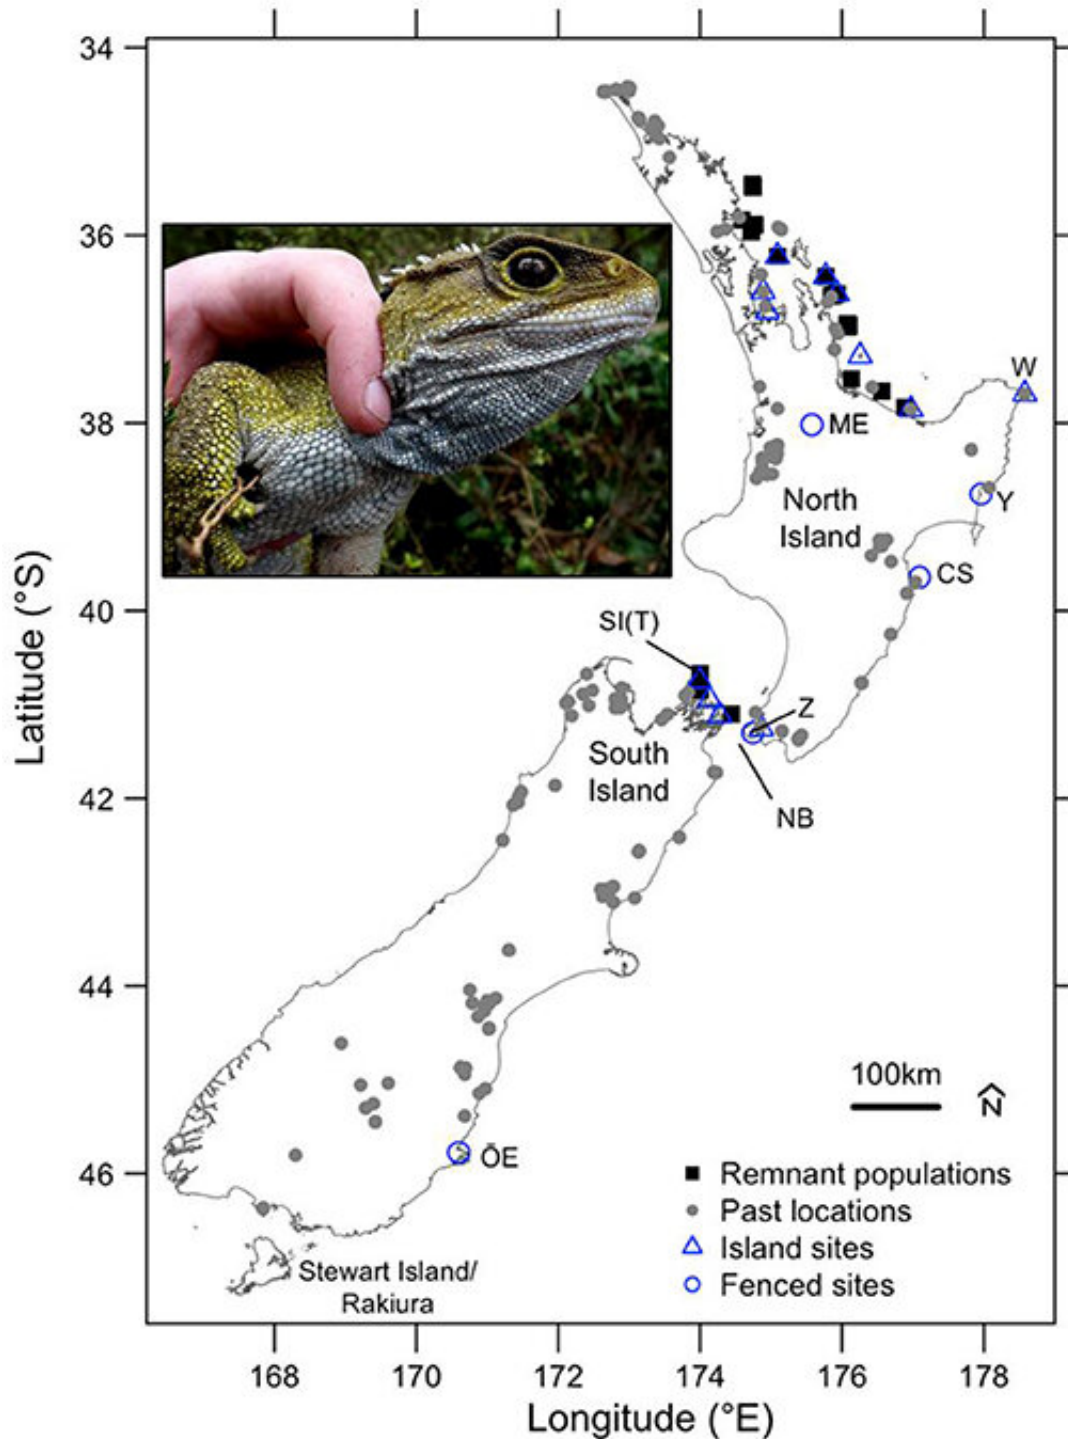 34
36
38
40
42
44
46
Latitude (°S)
168
170
172
174
176
178
Longitude (°E)
W
ME
North
Island
Y
CS
SI(T)
Z
South
Island
NB
ŌE
Stewart Island/
Rakiura
100km
N
Remnant populations
Past locations
Island sites
Fenced sites